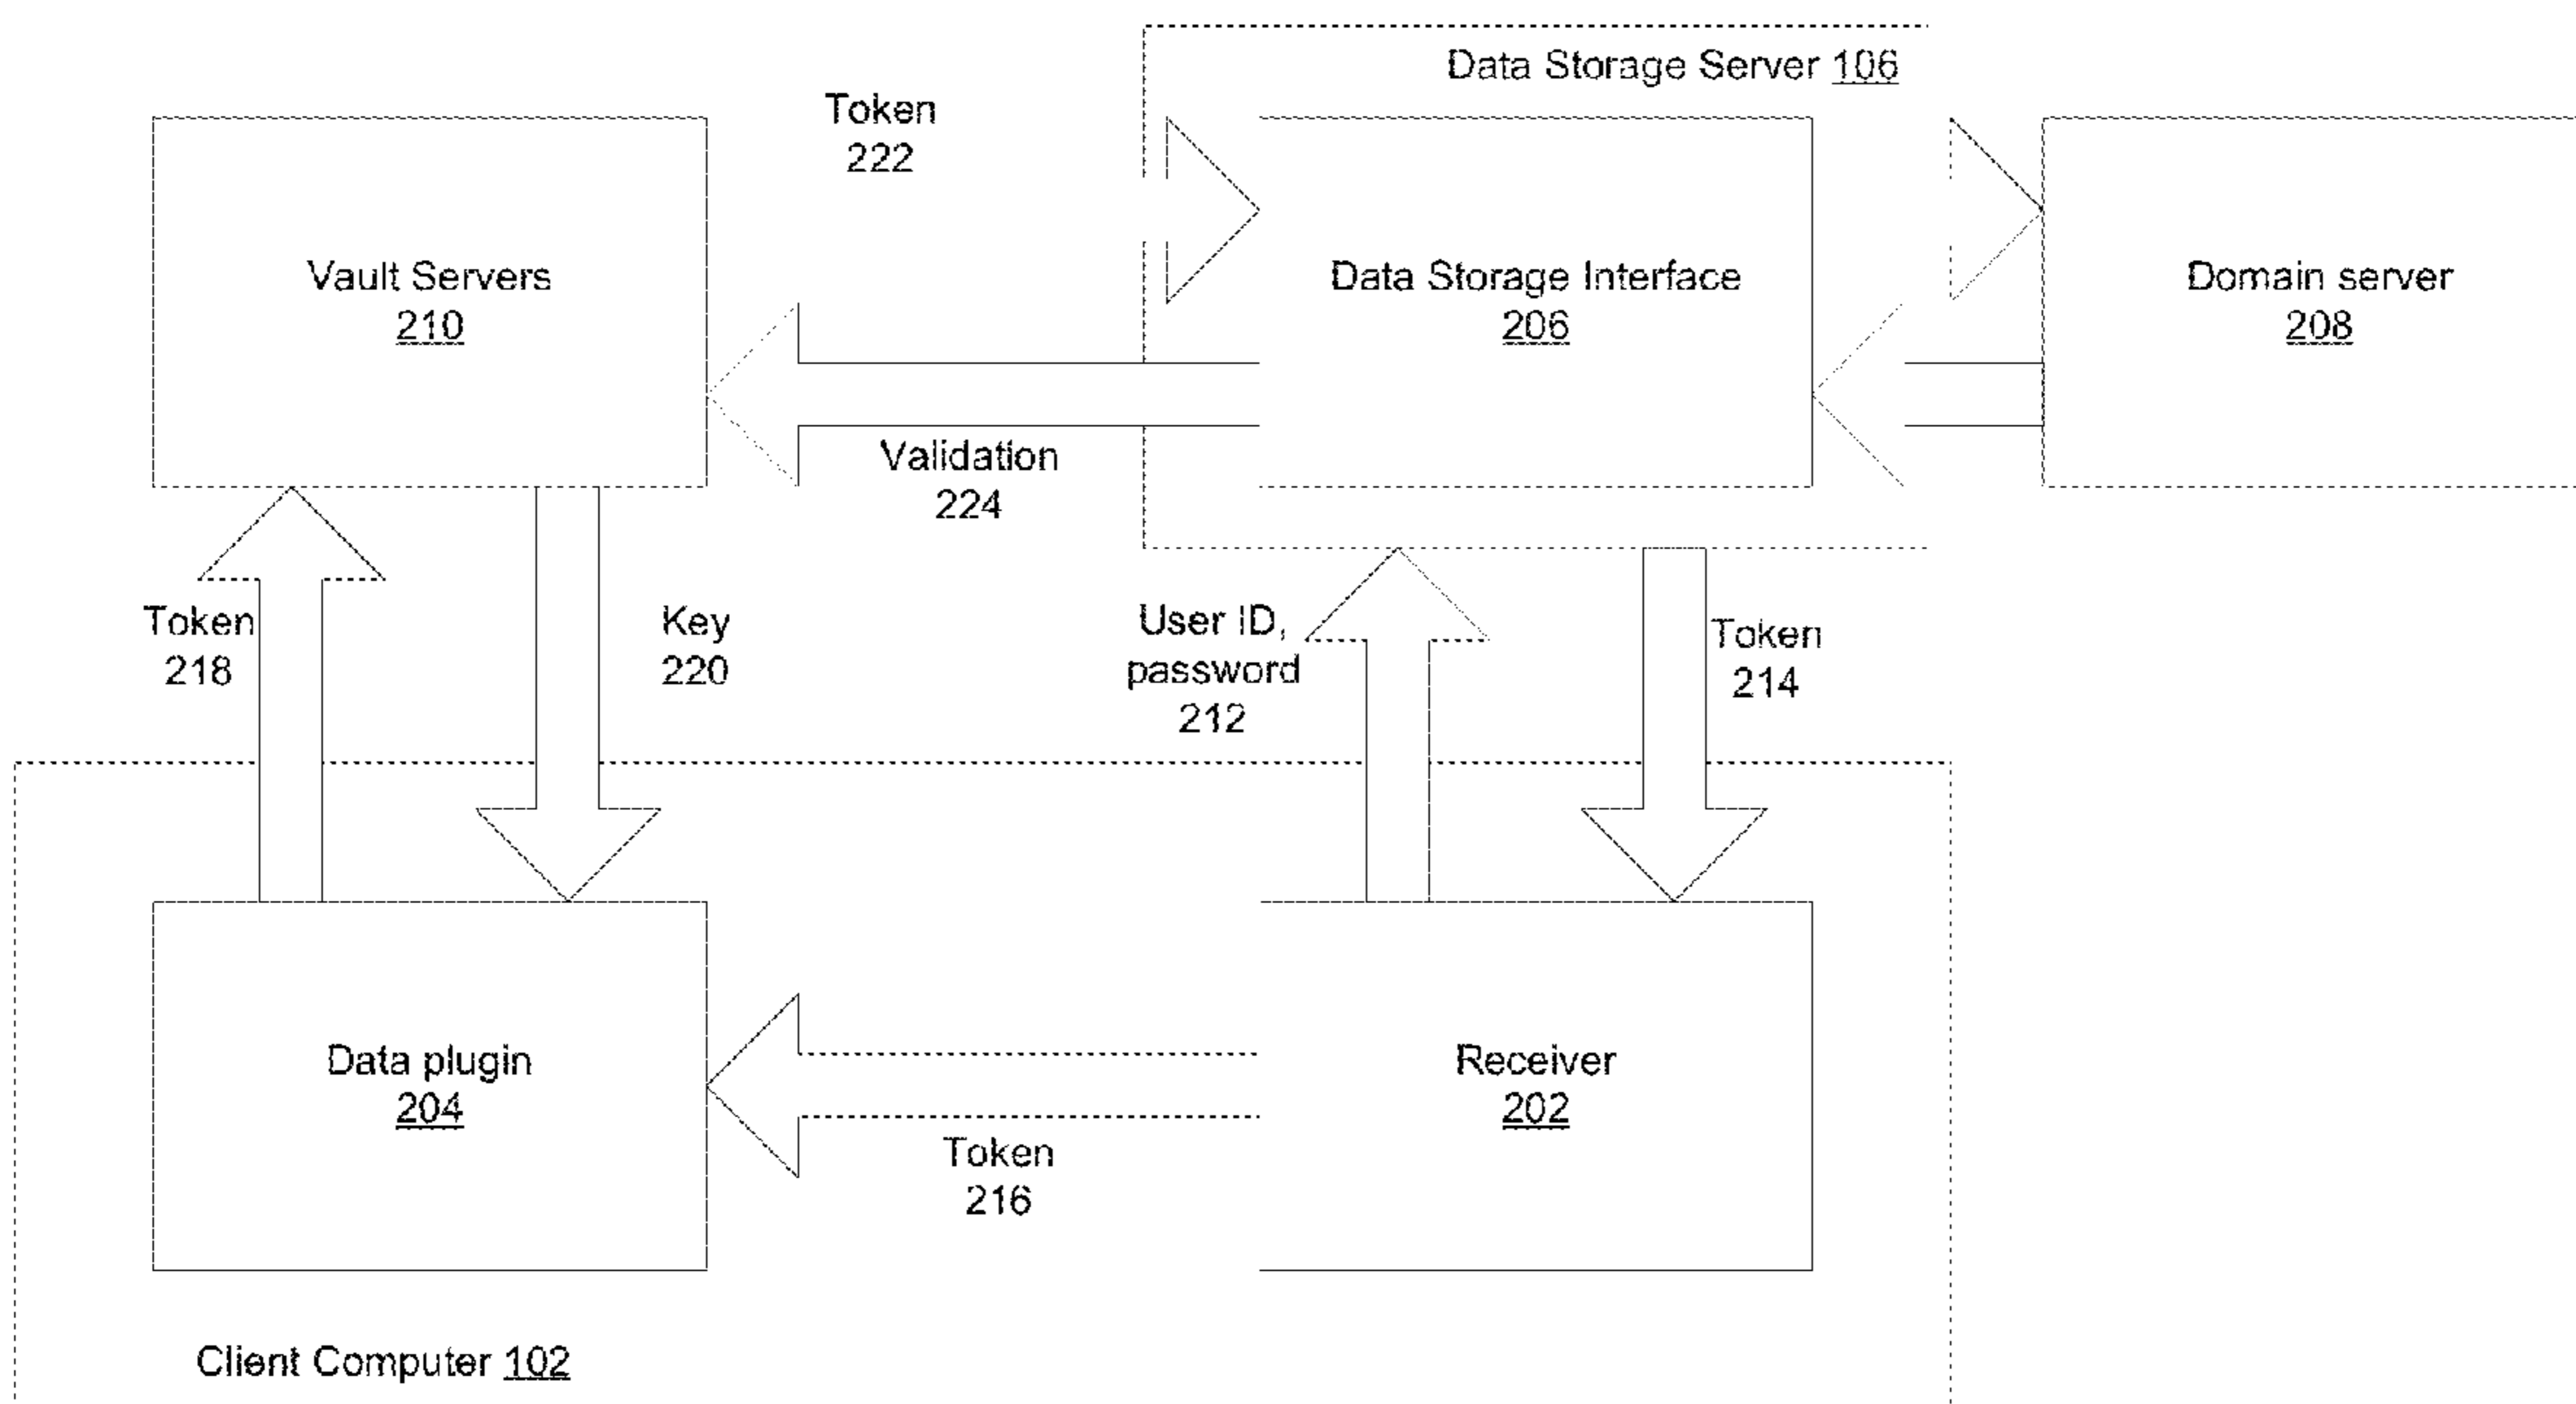 Data Storage Server 106
Token
222
Vault Servers
210
Data Storage Interface
206
Domain server
208
Validation
224
Token
218
Key
220
User ID,
password
212
Token
214
Data plugin
204
Receiver
202
Token
216
Client Computer 102